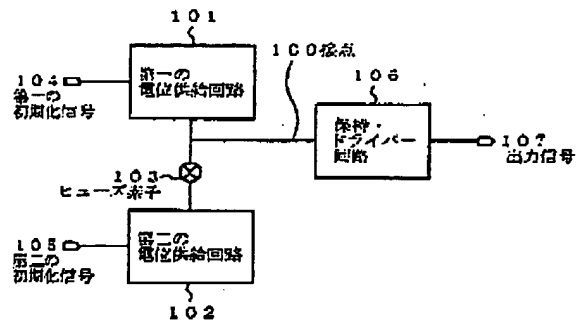 101
104
第一の
初期化信号
第一の
電位供給回路
100接点
106
保持・
ドライバー
回路
107
出力信号
103
ヒューズ素子
105
第二の
初期化信号
第二の
電位供給回路
102